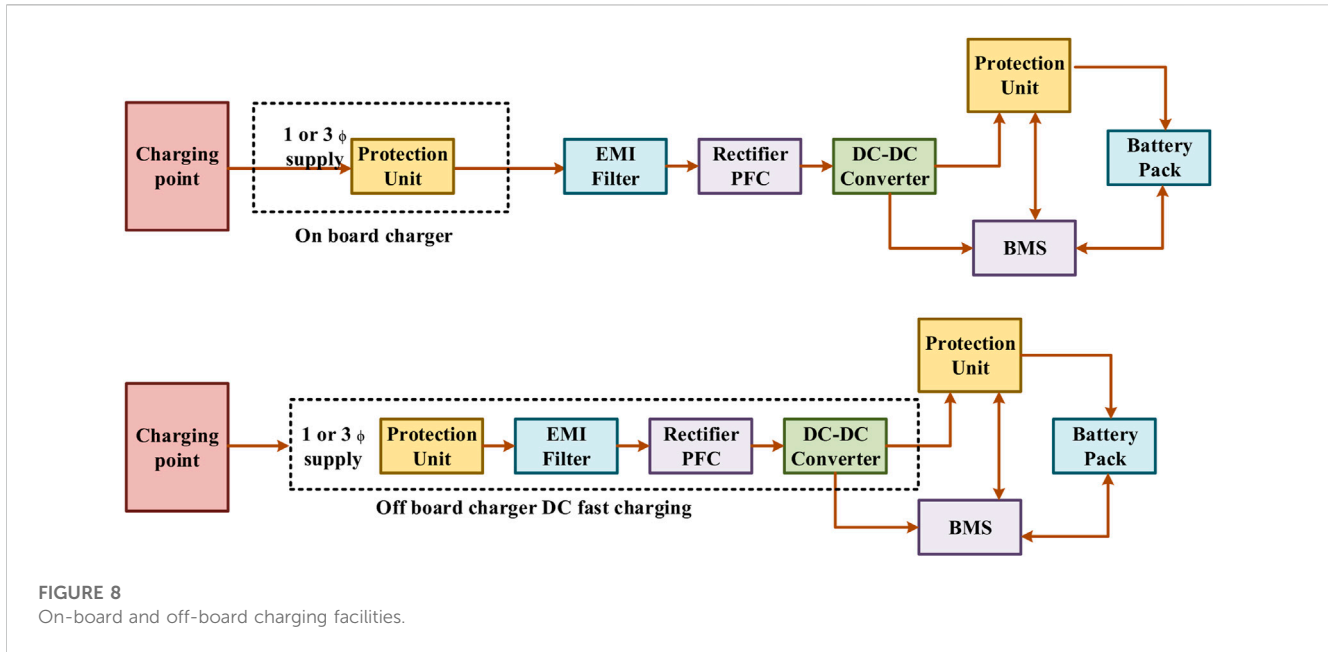 Charging
point
1 or 3 ϕ
supply
Protection
Unit
On board charger
EMI
Filter
Rectifier
PFC
DC-DC
Converter
Protection
Unit
BMS
Battery
Pack
Charging
point
1 or 3 ϕ
supply
Protection
Unit
EMI
Filter
Rectifier
PFC
DC-DC
Converter
Off board charger DC fast charging
Protection
Unit
BMS
Battery
Pack
FIGURE 8
On-board and off-board charging facilities.